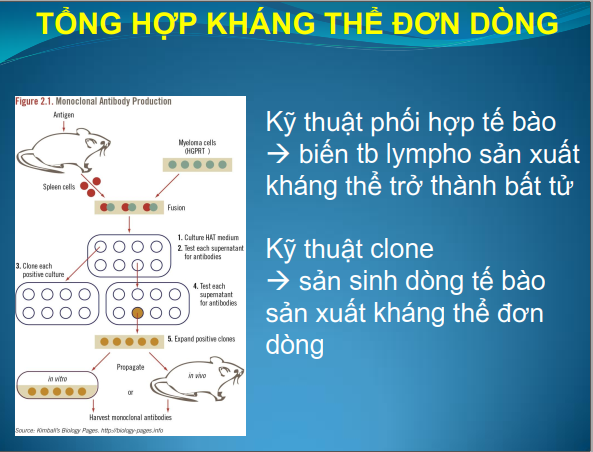 TỔNG HỢP KHÁNG THỂ ĐƠN DÒNG
Figure 2.1. Monoclonal Antibody Production
Antigen
Myeloma cells
(HGPRT⁻)
Spleen cells
Fusion
1. Culture HAT medium
2. Test each supernatant
for antibodies
3. Clone each
positive culture
4. Test each
supernatant
for antibodies
5. Expand positive clones
Propagate
in vitro
or
in vivo
Harvest monoclonal antibodies
Source: Kimball's Biology Pages. http://biology-pages.info
Kỹ thuật phối hợp tế bào
→ biến tb lympho sản xuất
kháng thể trở thành bất tử
Kỹ thuật clone
→ sản sinh dòng tế bào
sản xuất kháng thể đơn
dòng